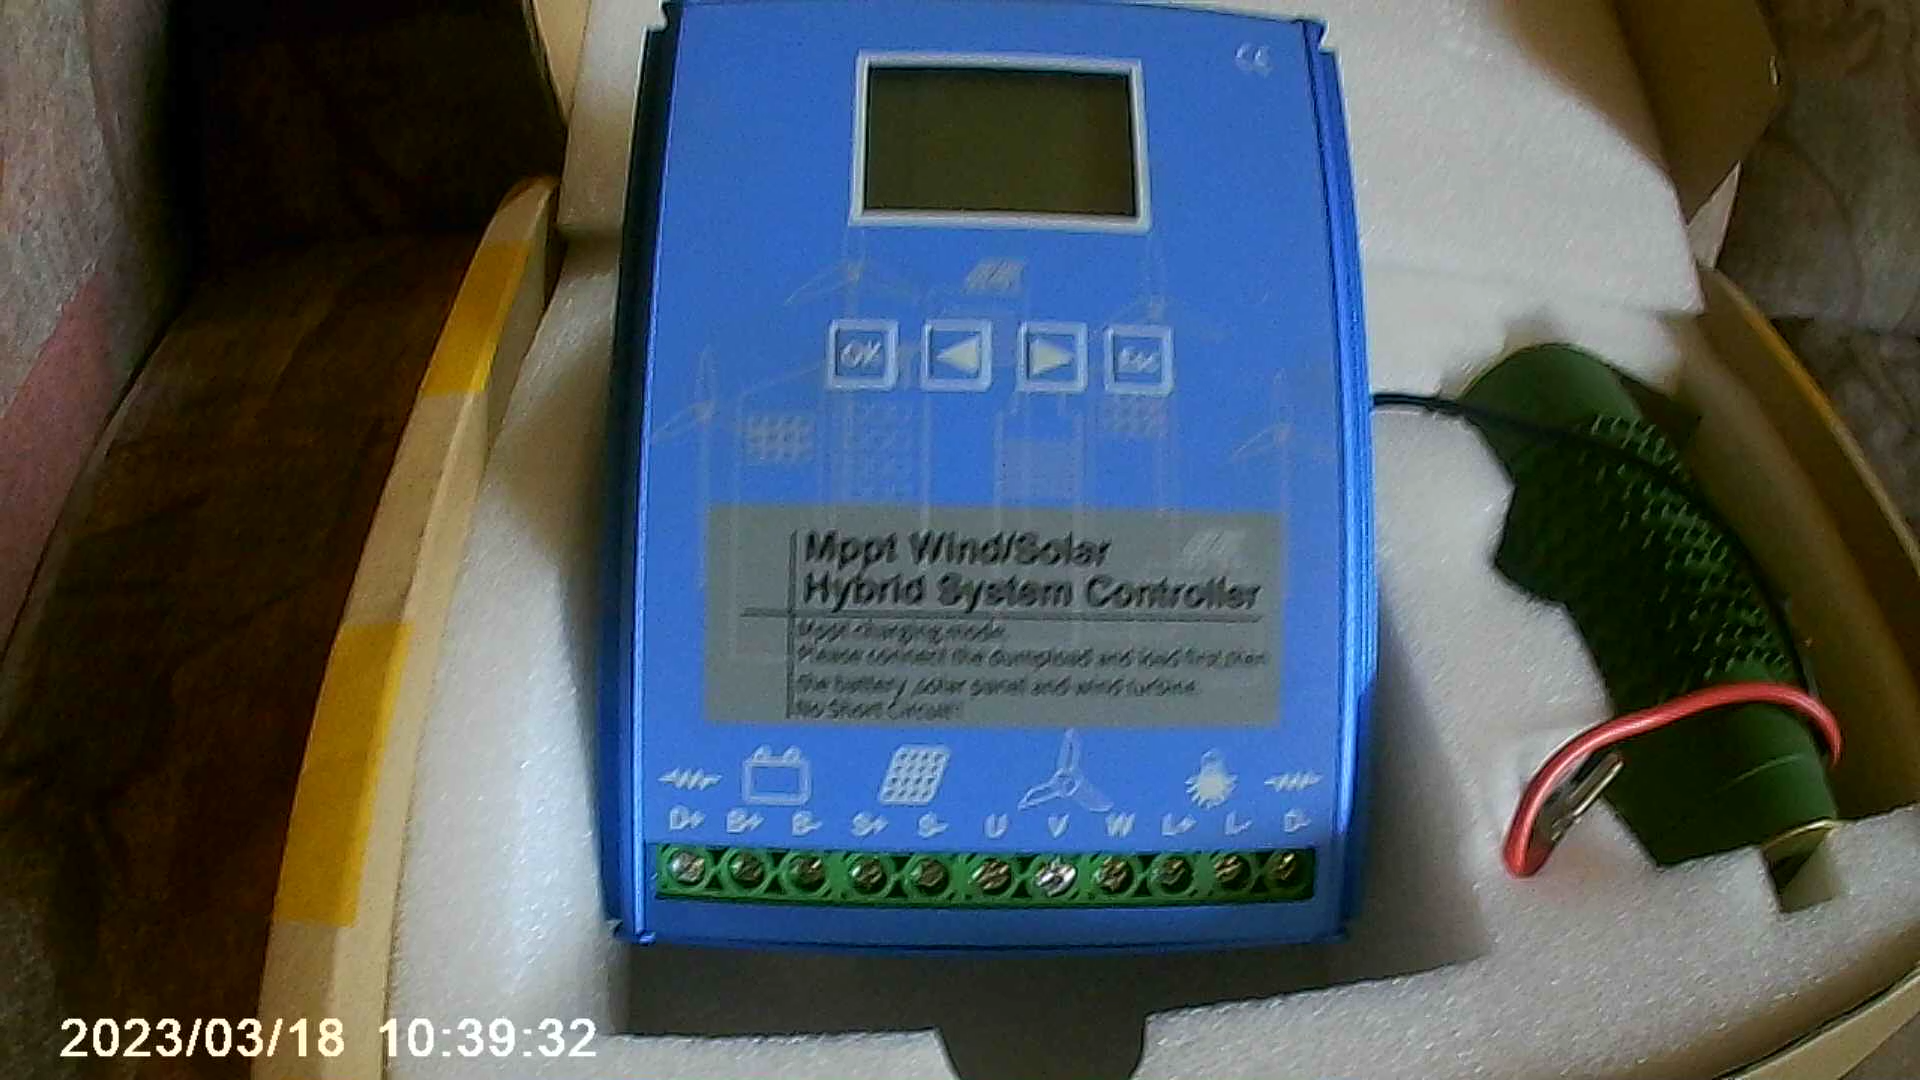 CE
OK
Esc
Mppt Wind/Solar
Hybrid System Controller
Mppt charging mode.
Please connect the dumpload and load first,then
the battery ,solar panel and wind turbine.
No Short Circuit!
D+ B+ B- S+ S- U V W L+ L- D-
2023/03/18 10:39:32